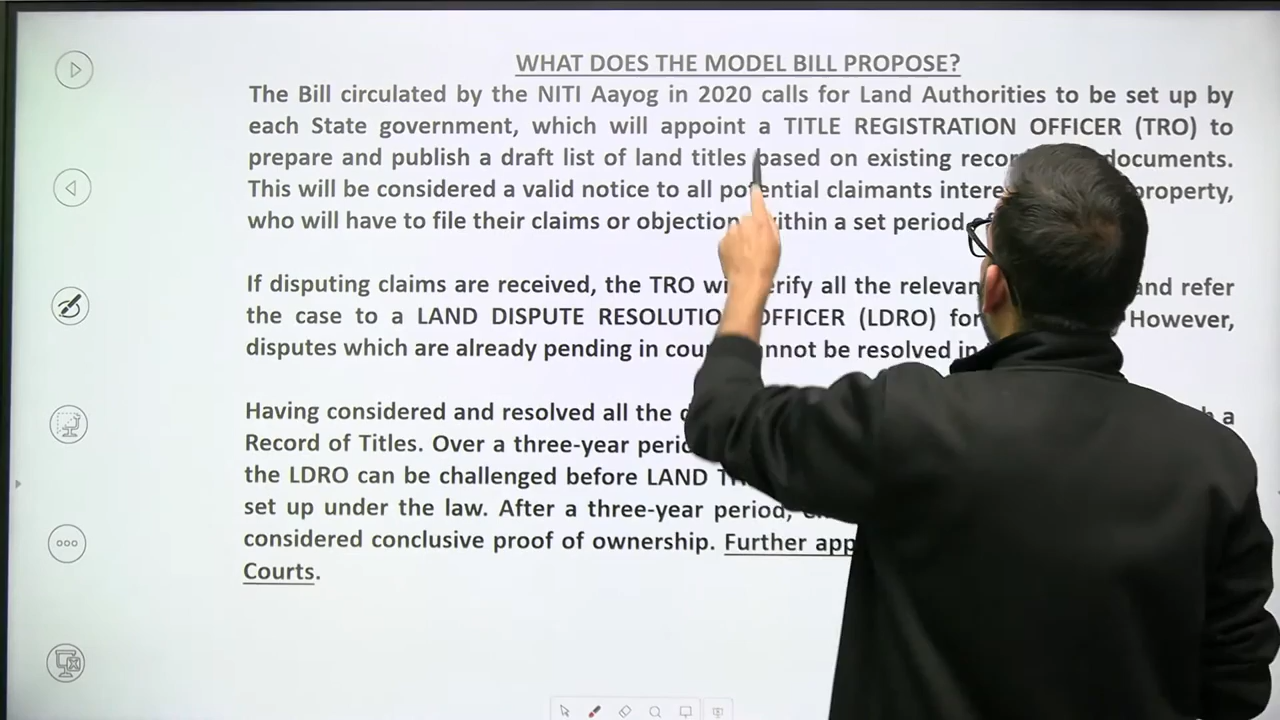 WHAT DOES THE MODEL BILL PROPOSE?
The Bill circulated by the NITI Aayog in 2020 calls for Land Authorities to be set up by
each State government, which will appoint a TITLE REGISTRATION OFFICER (TRO) to
prepare and publish a draft list of land titles based on existing documents.
This will be considered a valid notice to all potential claimants property,
who will have to file their claims or within a set period
If disputing claims are received, the TRO verify all the and refer
the case to a LAND DISPUTE OFFICER (LDRO) for However,
disputes which are already pending in be resolved in
Having considered and resolved all the a
Record of Titles. Over a three-year
the LDRO can be challenged before LAND
set up under the law. After a three-year period,
considered conclusive proof of ownership. Further
Courts.